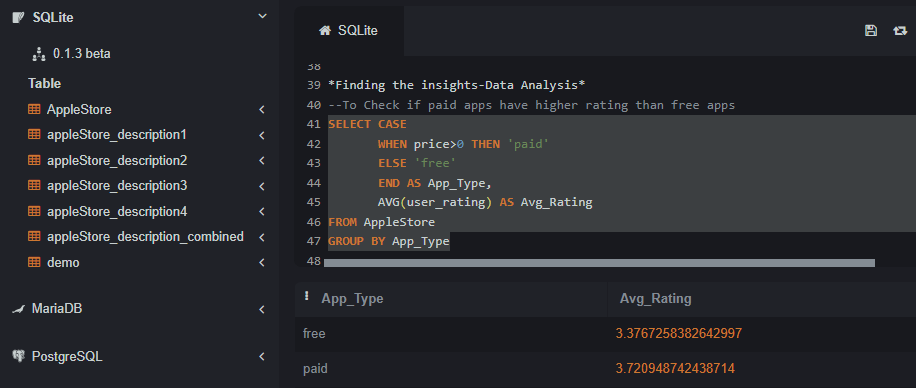 SQLite
0.1.3 beta
Table
AppleStore
appleStore_description1
appleStore_description2
appleStore_description3
appleStore_description4
appleStore_description_combined
demo
MariaDB
PostgreSQL
SQLite
38
39 *Finding the insights-Data Analysis*
40 --To Check if paid apps have higher rating than free apps
41 SELECT CASE
42 WHEN price>0 THEN 'paid'
43 ELSE 'free'
44 END AS App_Type,
45 AVG(user_rating) AS Avg_Rating
46 FROM AppleStore
47 GROUP BY App_Type
48
App_Type Avg_Rating
free 3.3767258382642997
paid 3.720948742438714